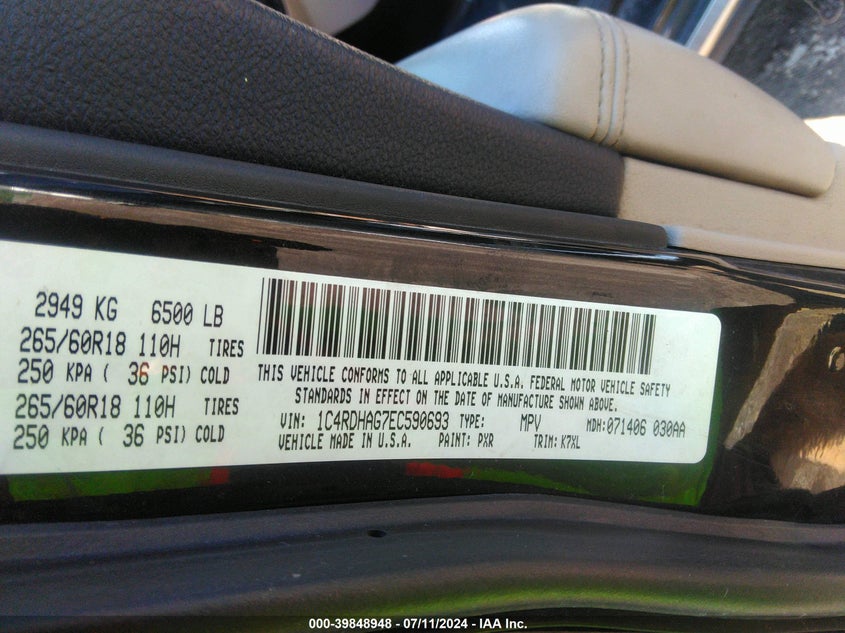 2949 KG 6500 LB
265/60R18 110H TIRES
250 KPA ( 36 PSI) COLD
265/60R18 110H TIRES
250 KPA ( 36 PSI) COLD
THIS VEHICLE CONFORMS TO ALL APPLICABLE U.S.A. FEDERAL MOTOR VEHICLE SAFETY
STANDARDS IN EFFECT ON THE DATE OF MANUFACTURE SHOWN ABOVE.
VIN: 1C4RDHAG7EC590693 TYPE: MPV MDH: 071406 030AA
VEHICLE MADE IN U.S.A. PAINT: PXR TRIM: K7XL
000-39848948 - 07/11/2024 - IAA Inc.